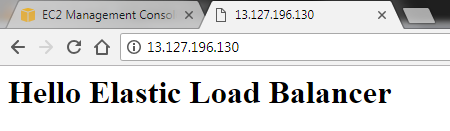 EC2 Management Consol
13.127.196.130
13.127.196.130
Hello Elastic Load Balancer